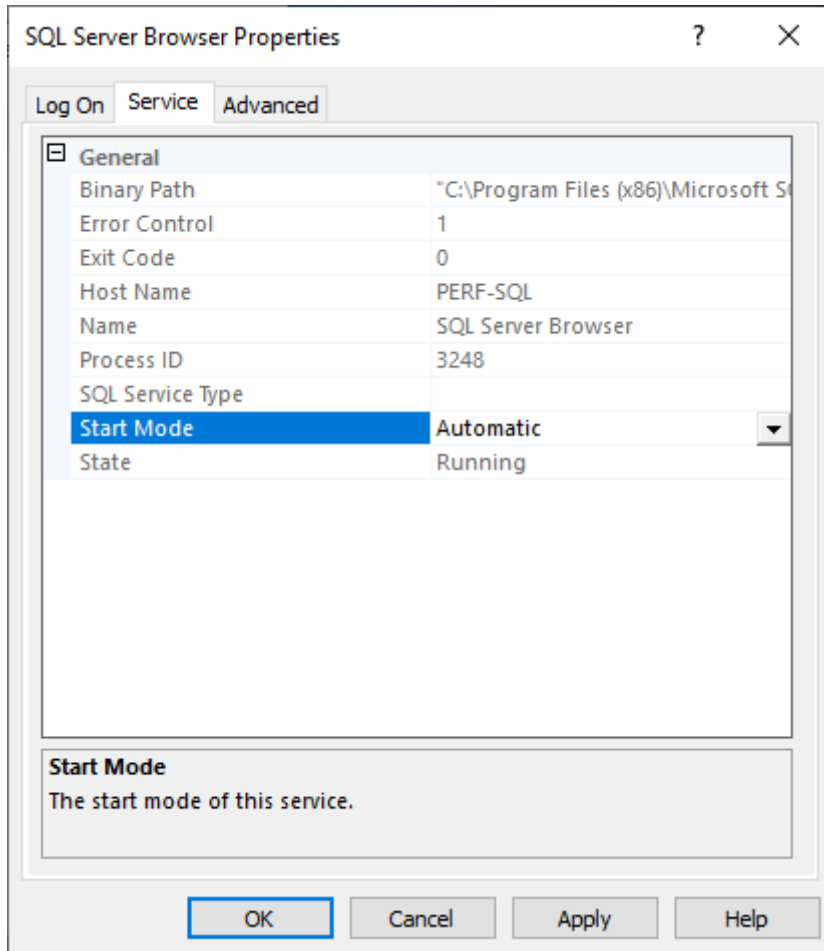 SQL Server Browser Properties ? ×
Log On Service Advanced
General
Binary Path "C:\Program Files (x86)\Microsoft
Error Control 1
Exit Code 0
Host Name PERF-SQL
Name SQL Server Browser
Process ID 3248
SQL Service Type
Start Mode Automatic
State Running
Start Mode
The start mode of this service.
OK Cancel Apply Help